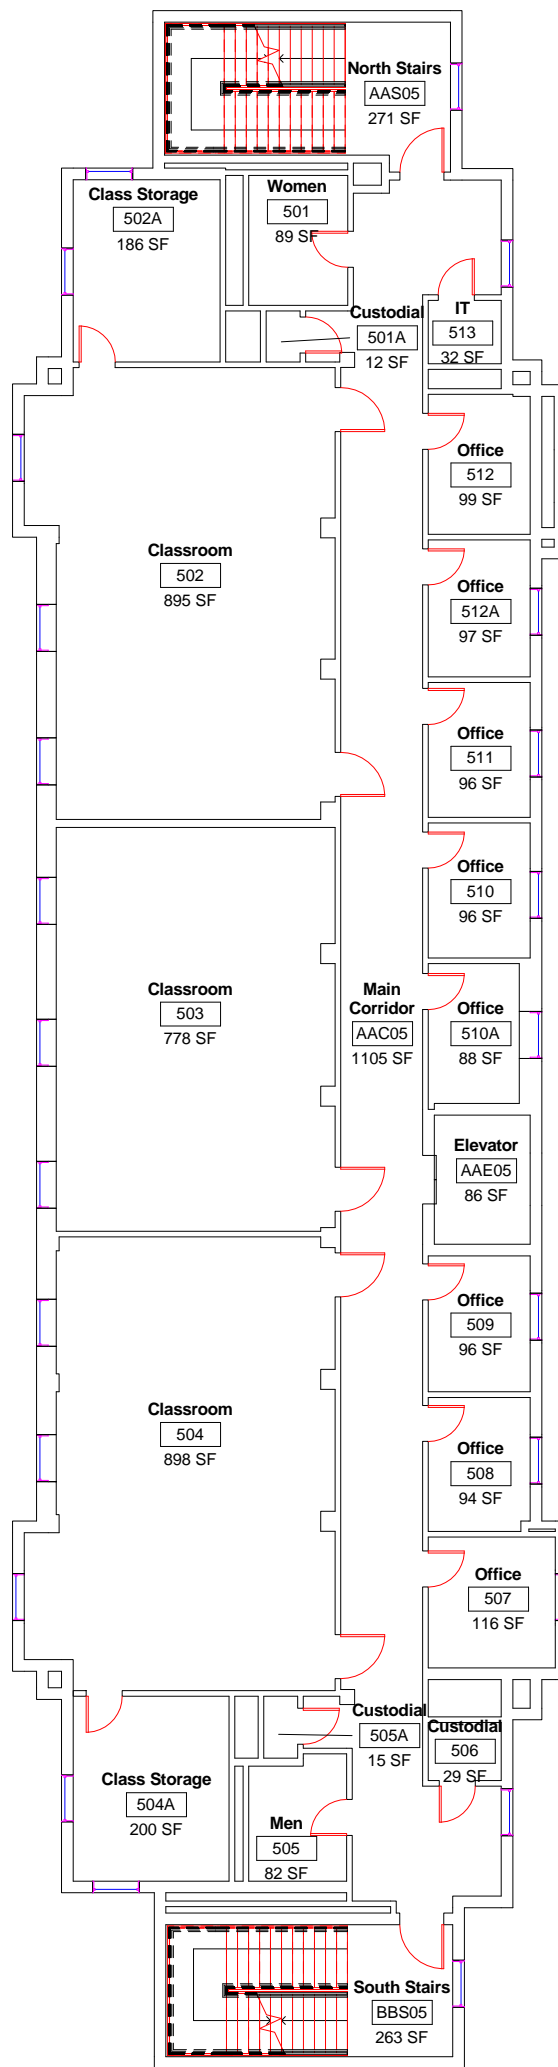 North Stairs
AAS05
271 SF
Class Storage
502A
186 SF
Women
501
89 SF
Custodial
501A
12 SF
IT
513
32 SF
Office
512
99 SF
Classroom
502
895 SF
Office
512A
97 SF
Office
511
96 SF
Office
510
96 SF
Classroom
503
778 SF
Main
Corridor
AAC05
1105 SF
Office
510A
88 SF
Elevator
AAE05
86 SF
Office
509
96 SF
Classroom
504
898 SF
Office
508
94 SF
Office
507
116 SF
Custodial
505A
15 SF
Custodial
506
29 SF
Class Storage
504A
200 SF
Men
505
82 SF
South Stairs
BBS05
263 SF